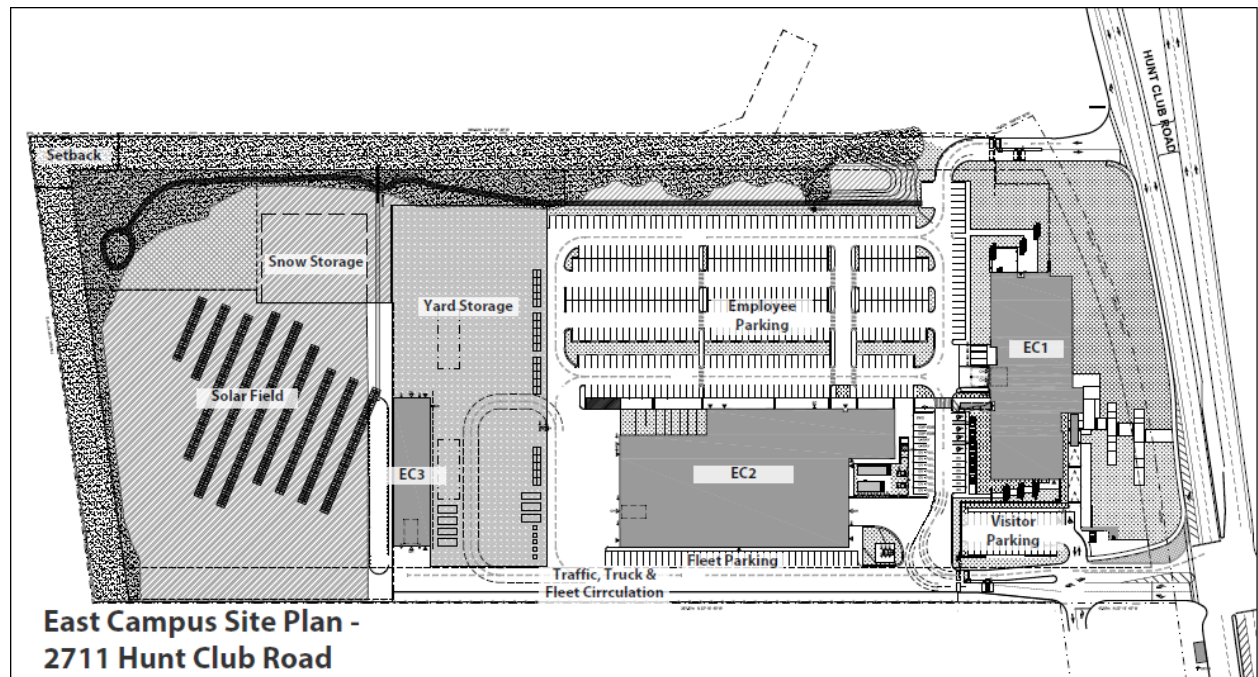 HUNT CLUB ROAD
Setback
Snow Storage
Yard Storage
Employee
Parking
EC1
Solar Field
EC3
EC2
Visitor
Parking
Fleet Parking
Traffic, Truck &
Fleet Cirrculation
East Campus Site Plan -
2711 Hunt Club Road